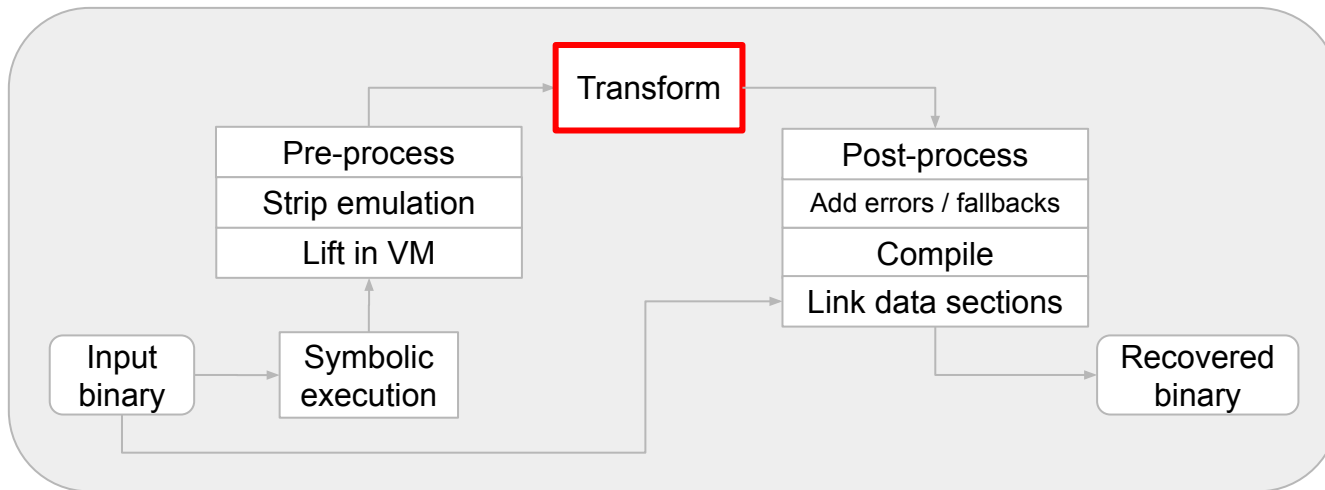 Transform
Pre-process
Strip emulation
Lift in VM
Post-process
Add errors / fallbacks
Compile
Link data sections
Input
binary
Symbolic
execution
Recovered
binary